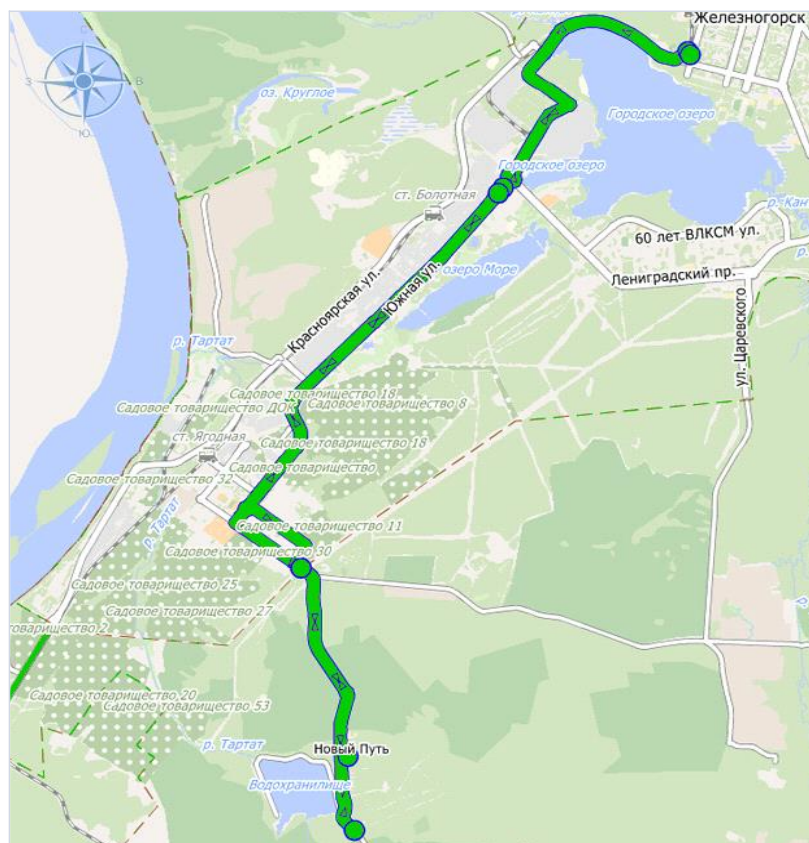 Железногорск
З
В
Ю
оз. Круглое
Городское озеро
Городское озеро
ст. Болотная
р. Кан
60 лет ВЛКСМ ул.
Ленинградский пр.
озеро Море
Южная ул.
Красноярская ул.
ул. Царевского
р. Тартат
Садовое товарищество 18
Садовое товарищество ДОК
Садовое товарищество 8
ст. Ягодная
Садовое товарищество 18
Садовое товарищество
Садовое товарищество 32
р. Тартат
Садовое товарищество 11
Садовое товарищество 30
Садовое товарищество 25
Садовое товарищество 27
товарищество 2
Садовое товарищество 20
Садовое товарищество 53
р. Тартат
Новый Путь
Водохранилище